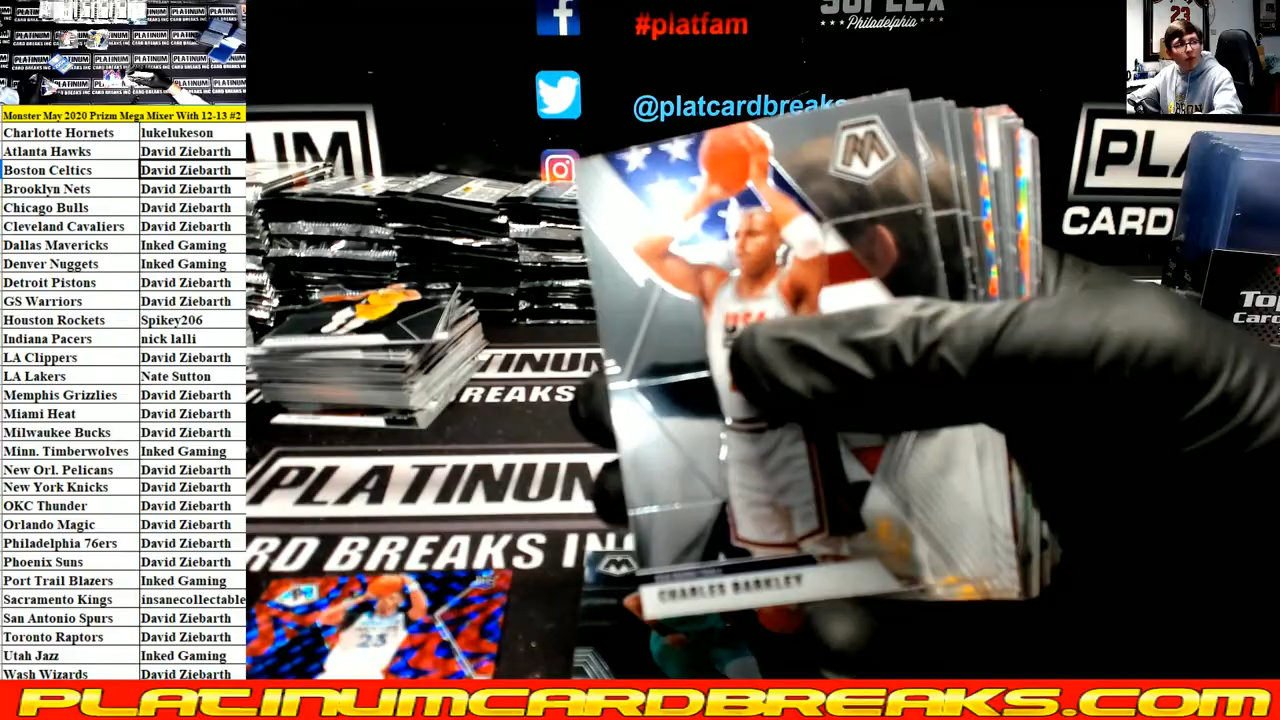 Monster May 2020 Prizm Mega Mixer With 12-13 #2
Charlotte Hornets lukelukeson
Atlanta Hawks David Ziebarth
Boston Celtics David Ziebarth
Brooklyn Nets David Ziebarth
Chicago Bulls David Ziebarth
Cleveland Cavaliers David Ziebarth
Dallas Mavericks Inked Gaming
Denver Nuggets Inked Gaming
Detroit Pistons David Ziebarth
GS Warriors David Ziebarth
Houston Rockets Spikey206
Indiana Pacers nick lalli
LA Clippers David Ziebarth
LA Lakers Nate Sutton
Memphis Grizzlies David Ziebarth
Miami Heat David Ziebarth
Milwaukee Bucks David Ziebarth
Minn. Timberwolves Inked Gaming
New Orl. Pelicans David Ziebarth
New York Knicks David Ziebarth
OKC Thunder David Ziebarth
Orlando Magic David Ziebarth
Philadelphia 76ers David Ziebarth
Phoenix Suns David Ziebarth
Port Trail Blazers Inked Gaming
Sacramento Kings insanecollectable
San Antonio Spurs David Ziebarth
Toronto Raptors David Ziebarth
Utah Jazz Inked Gaming
Wash Wizards David Ziebarth
#platfam
@platcardbreaks
Philadelphia
23
USA
CHARLES BARKLEY
PLATINUM
BREAKS
PLATINUM
CARD BREAKS IN
23
CARD
PLATINUMCARDBREAKS.COM